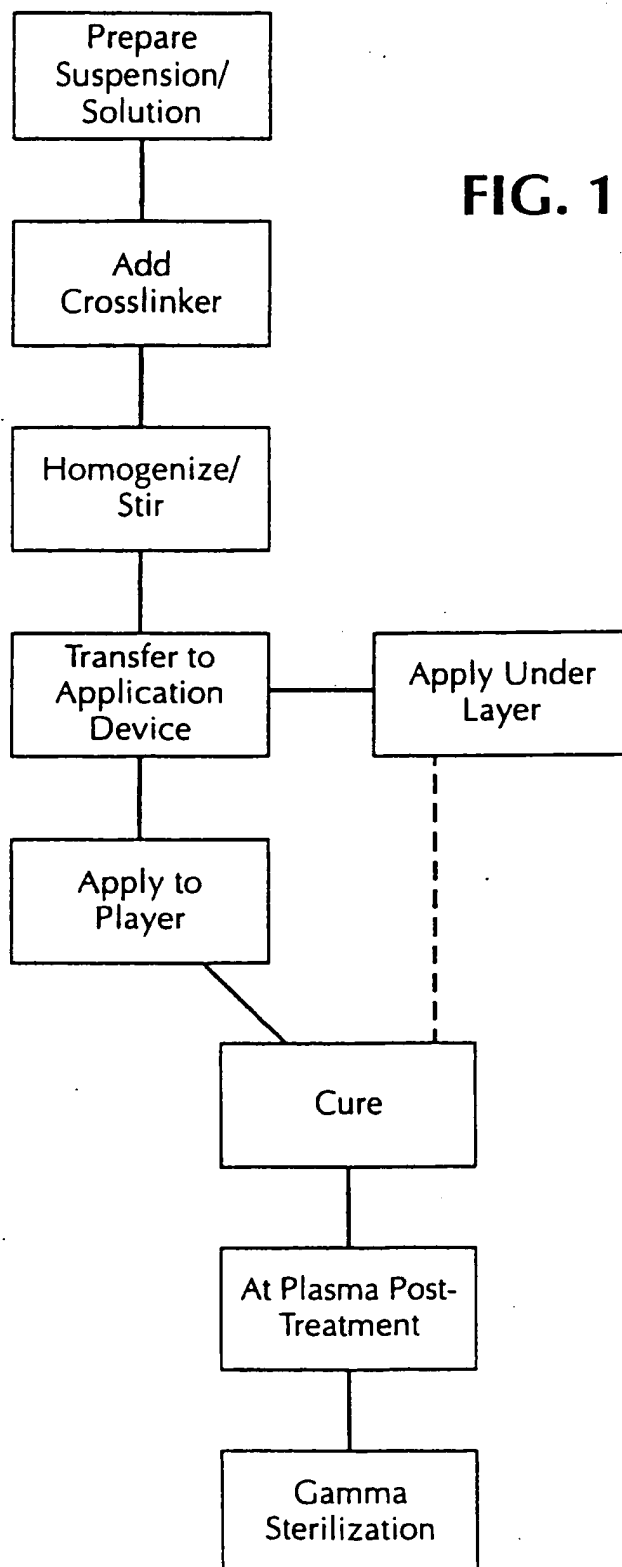 Prepare
Suspension/
Solution
FIG. 1
Add
Crosslinker
Homogenize/
Stir
Transfer to
Application
Device
Apply Under
Layer
Apply to
Player
Cure
At Plasma Post-
Treatment
Gamma
Sterilization